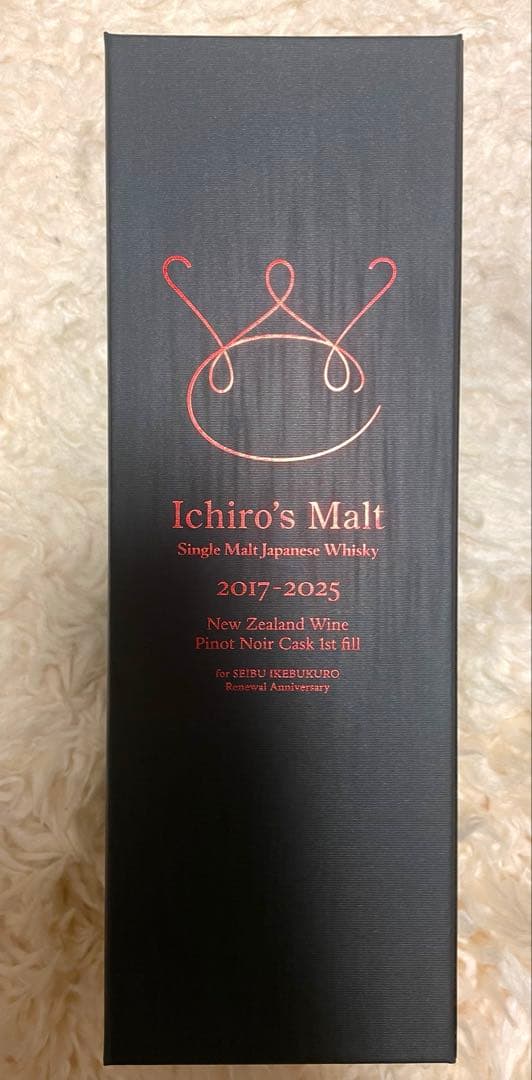 Ichiro's Malt
Single Malt Japanese Whisky
2017-2025
New Zealand Wine
Pinot Noir Cask 1st fill
for SEIBU IKEBUKURO
Renewal Anniversary